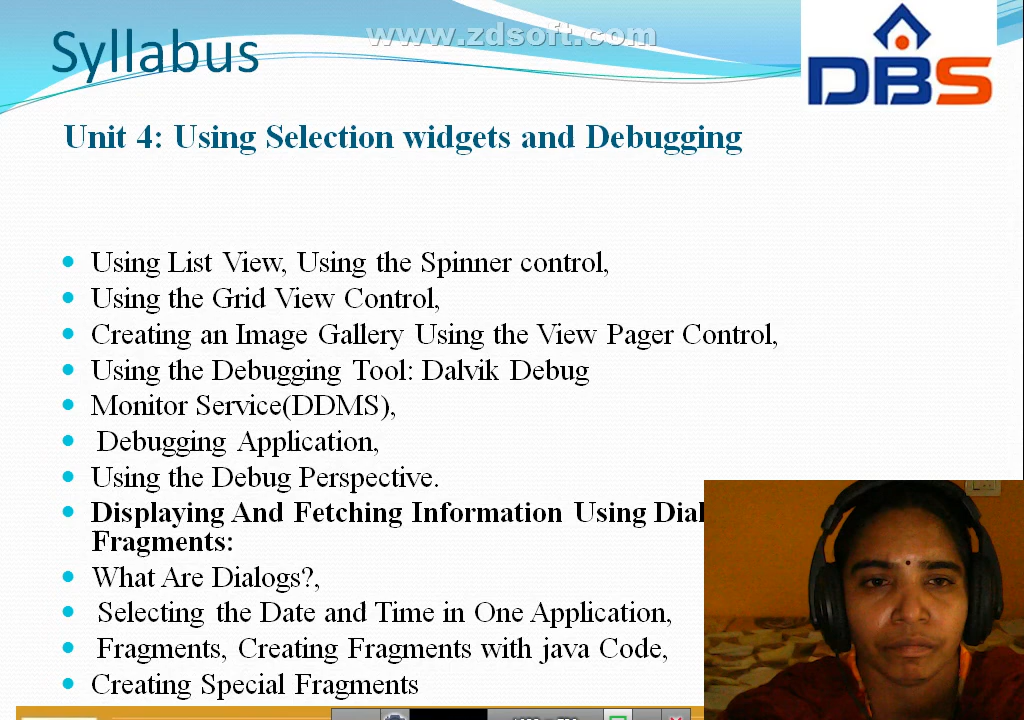 www.zdsoft.com
Syllabus
DBS
Unit 4: Using Selection widgets and Debugging
Using List View, Using the Spinner control,
Using the Grid View Control,
Creating an Image Gallery Using the View Pager Control,
Using the Debugging Tool: Dalvik Debug
Monitor Service(DDMS),
Debugging Application,
Using the Debug Perspective.
Displaying And Fetching Information Using
Fragments:
What Are Dialogs?,
Selecting the Date and Time in One Application,
Fragments, Creating Fragments with java Code,
Creating Special Fragments